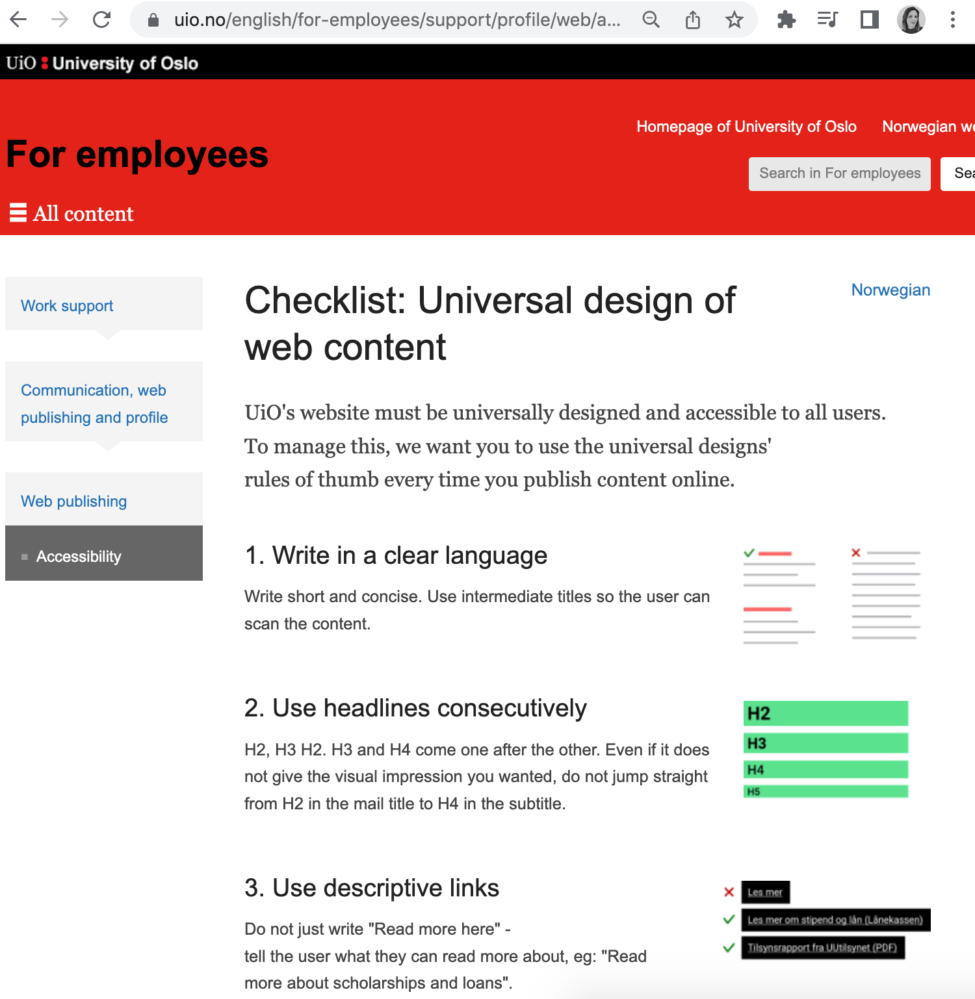 uio.no/english/for-employees/support/profile/web/a...
UiO : University of Oslo
Homepage of University of Oslo Norwegian we
For employees
Search in For employees Sea
All content
Work support
Communication, web
publishing and profile
Web publishing
Accessibility
Checklist: Universal design of
web content
Norwegian
UiO's website must be universally designed and accessible to all users.
To manage this, we want you to use the universal designs'
rules of thumb every time you publish content online.
1. Write in a clear language
Write short and concise. Use intermediate titles so the user can
scan the content.
2. Use headlines consecutively
H2, H3 H2. H3 and H4 come one after the other. Even if it does
not give the visual impression you wanted, do not jump straight
from H2 in the mail title to H4 in the subtitle.
H2
H3
H4
H5
3. Use descriptive links
Do not just write "Read more here" -
tell the user what they can read more about, eg: "Read
more about scholarships and loans".
Les mer
Les mer om stipend og lån (Lånekassen)
Tilsynsrapport fra UUtilsynet (PDF)